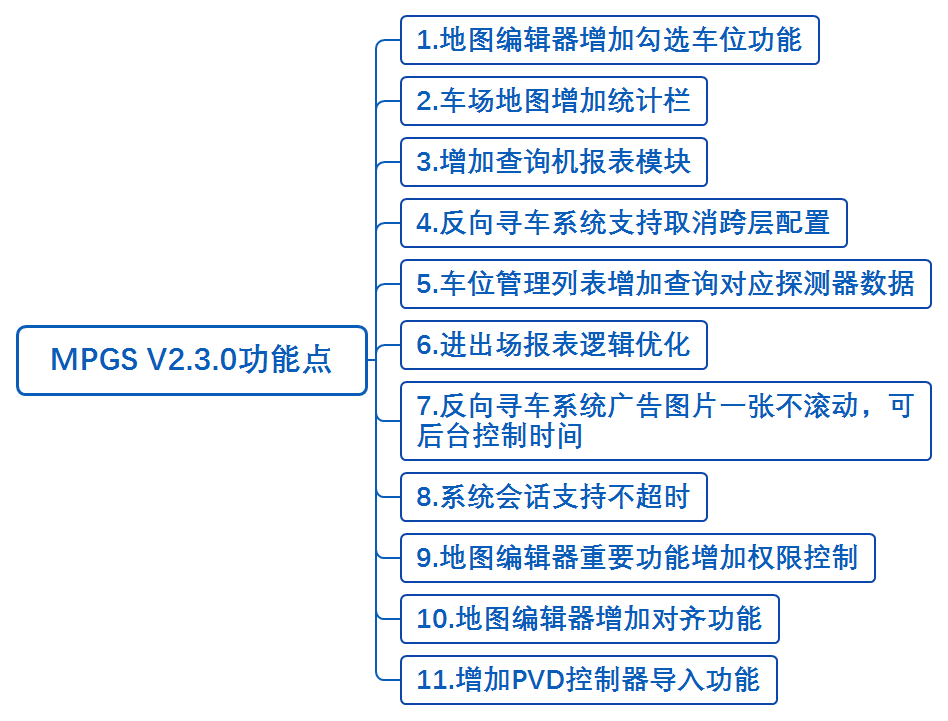 1.地图编辑器增加勾选车位功能
2.车场地图增加统计栏
3.增加查询机报表模块
4.反向寻车系统支持取消跨层配置
5.车位管理列表增加查询对应探测器数据
MPGS V2.3.0功能点
6.进出场报表逻辑优化
7.反向寻车系统广告图片一张不滚动，可
后台控制时间
8.系统会话支持不超时
9.地图编辑器重要功能增加权限控制
10.地图编辑器增加对齐功能
11.增加PVD控制器导入功能